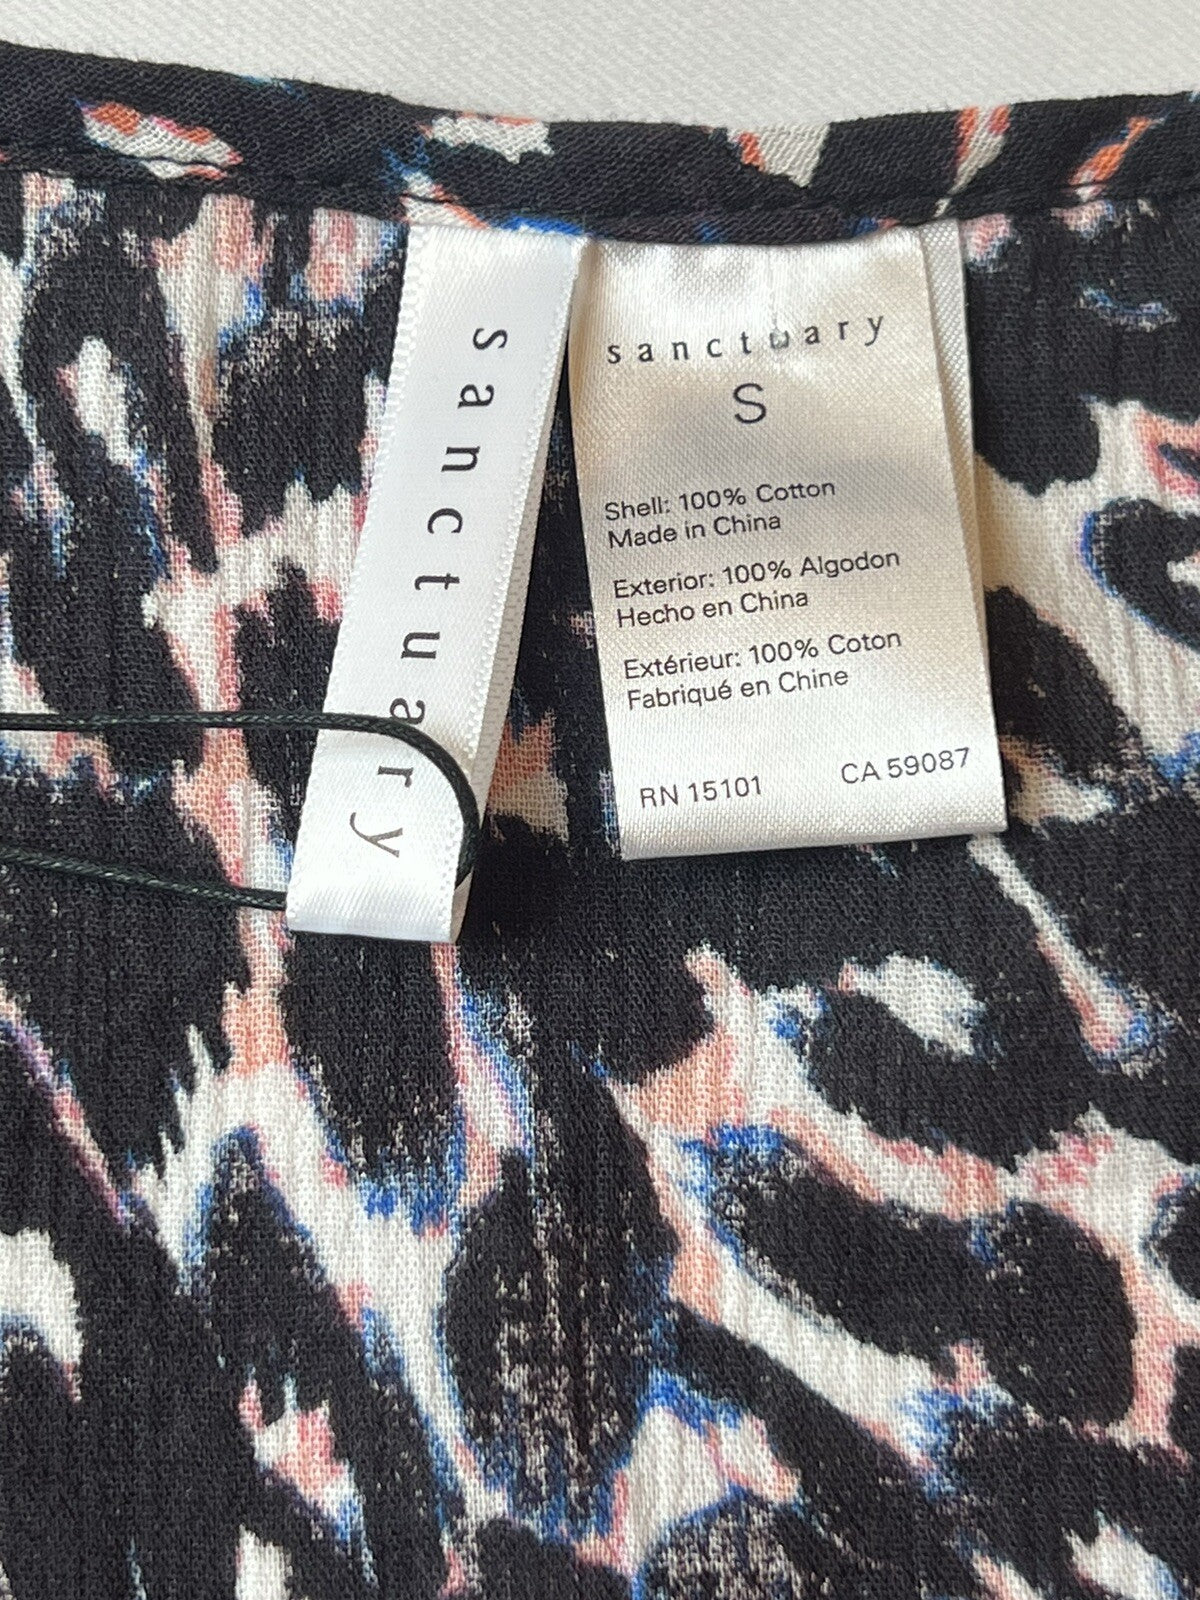 sanctuary
sanctuary
S
Shell: 100% Cotton
Made in China
Exterior: 100% Algodon
Hecho en China
Extérieur: 100% Coton
Fabriqué en Chine
RN 15101 CA 59087